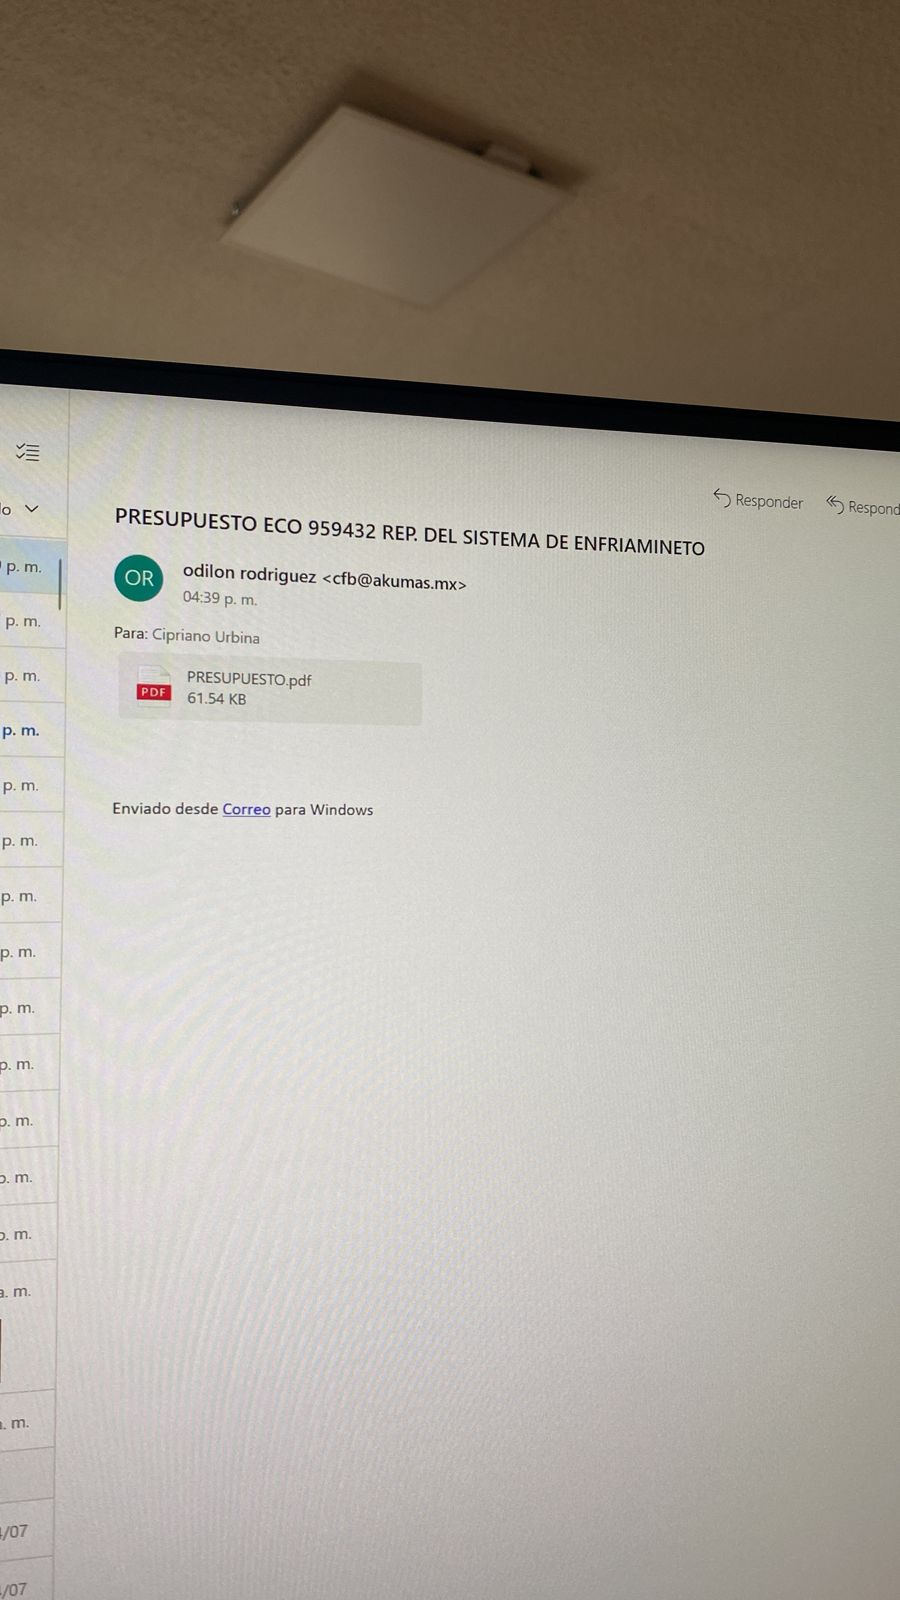 Responder
Respond
lo
PRESUPUESTO ECO 959432 REP. DEL SISTEMA DE ENFRIAMINETO
OR
odilon rodriguez <cfb@akumas.mx>
04:39 p. m.
Para: Cipriano Urbina
PDF
PRESUPUESTO.pdf
61.54 KB
Enviado desde Correo para Windows
p. m.
p. m.
p. m.
p. m.
p. m.
p. m.
p. m.
p. m.
p. m.
p. m.
p. m.
p. m.
p. m.
a. m.
. m.
/07
/07